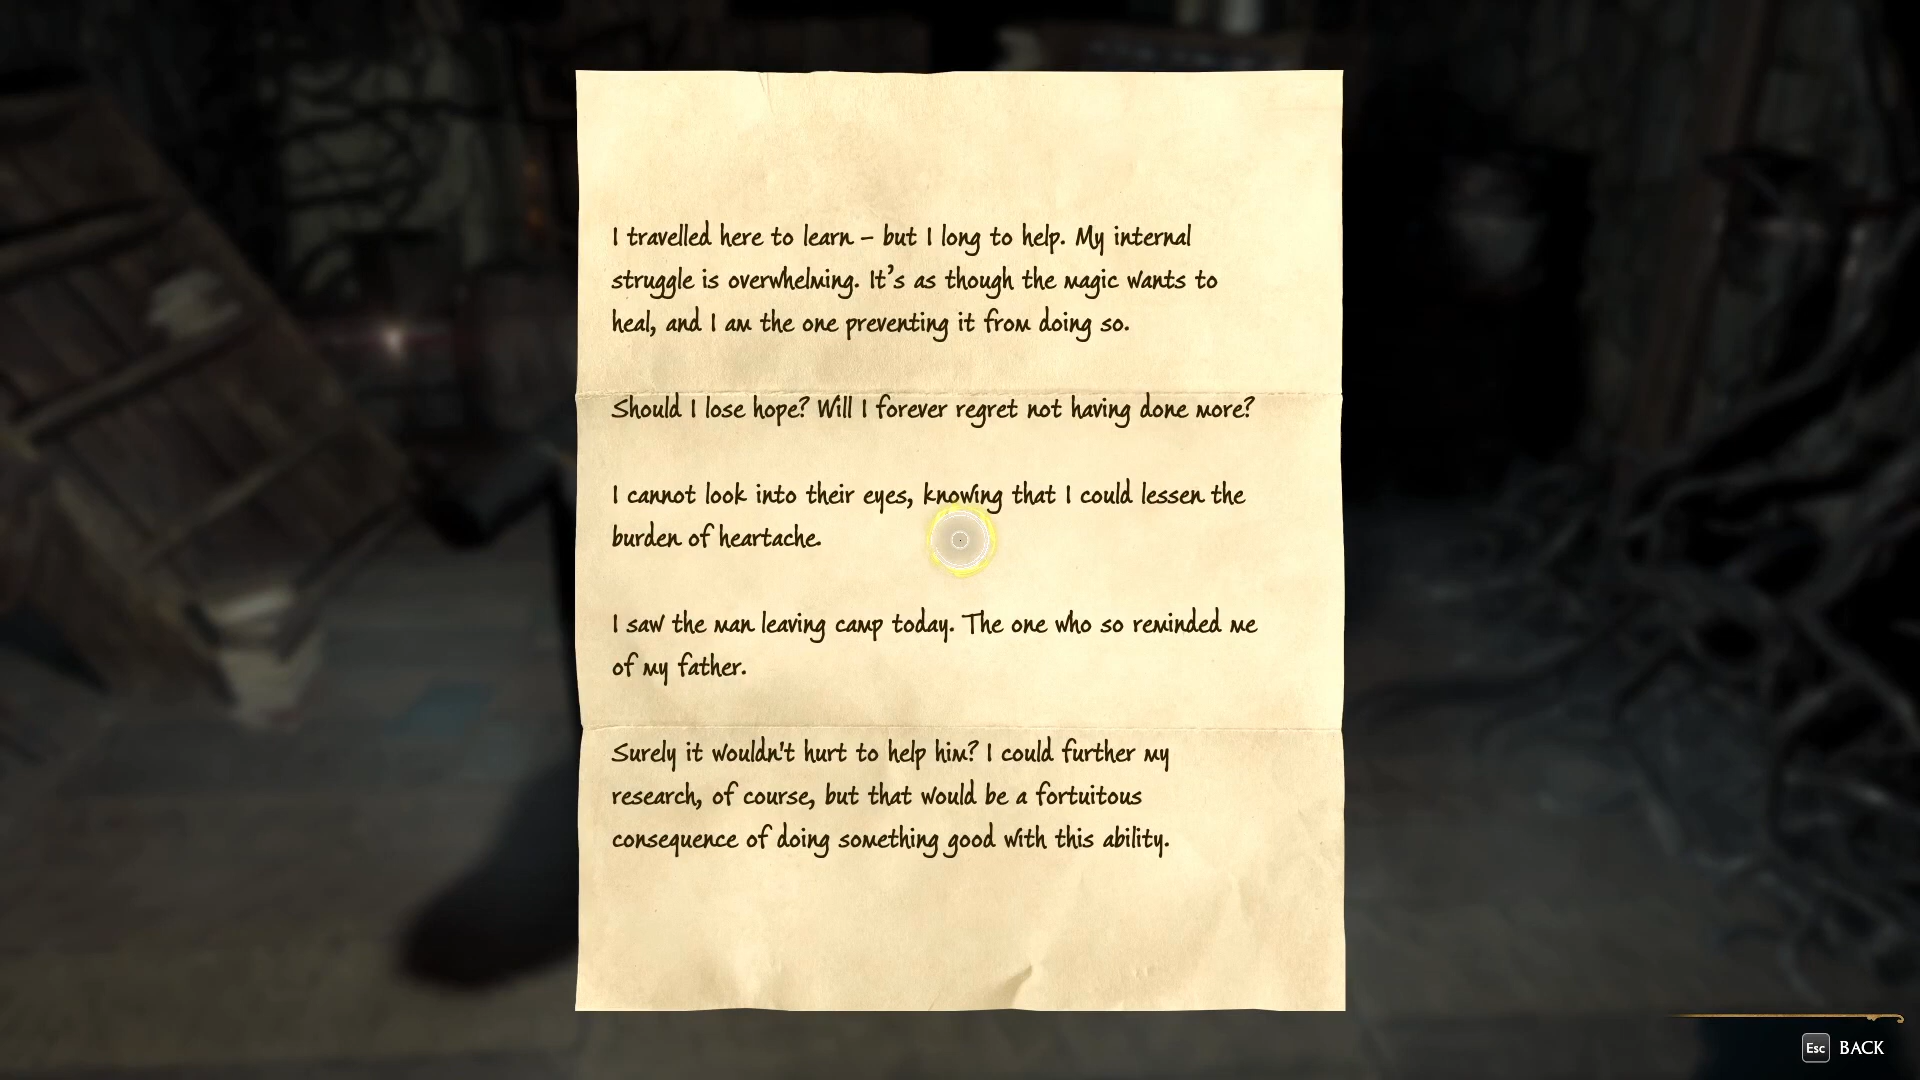 I travelled here to learn – but I long to help. My internal
struggle is overwhelming. It's as though the magic wants to
heal, and I am the one preventing it from doing so.
Should I lose hope? Will I forever regret not having done more?
I cannot look into their eyes, knowing that I could lessen the
burden of heartache.
I saw the man leaving camp today. The one who so reminded me
of my father.
Surely it wouldn't hurt to help him? I could further my
research, of course, but that would be a fortuitous
consequence of doing something good with this ability.
Esc BACK